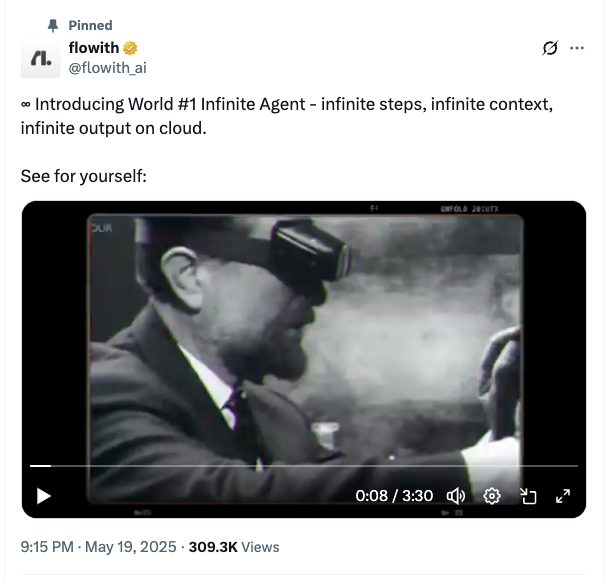 Pinned
flowith
@flowith_ai
∞ Introducing World #1 Infinite Agent - infinite steps, infinite context,
infinite output on cloud.
See for yourself:
0:08 / 3:30
9:15 PM · May 19, 2025 · 309.3K Views